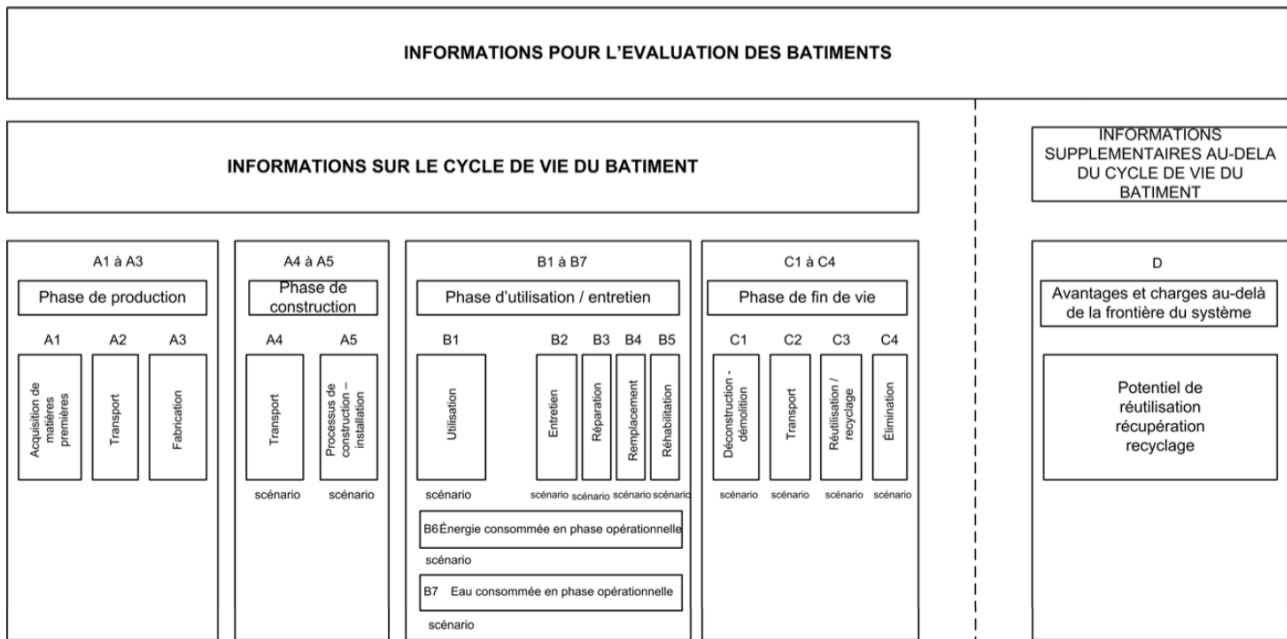 INFORMATIONS POUR L'EVALUATION DES BATIMENTS
INFORMATIONS SUR LE CYCLE DE VIE DU BATIMENT
INFORMATIONS
SUPPLEMENTAIRES AU-DELA
DU CYCLE DE VIE DU
BATIMENT
A1 à A3
Phase de production
A1
A2
A3
Acquisition de
matières
premières
Transport
Fabrication
A4 à A5
Phase de
construction
A4
A5
Transport
Processus de
construction –
installation
scénario
scénario
B1 à B7
Phase d'utilisation / entretien
B1
B2
B3
B4
B5
Utilisation
Entretien
Réparation
Remplacement
Réhabilitation
scénario
scénario
scénario
scénario
scénario
B6Énergie consommée en phase opérationnelle
scénario
B7 Eau consommée en phase opérationnelle
scénario
C1 à C4
Phase de fin de vie
C1
C2
C3
C4
Déconstruction -
démolition
Transport
Réutilisation /
recyclage
Élimination
scénario
scénario
scénario
scénario
D
Avantages et charges au-delà
de la frontière du système
Potentiel de
réutilisation
récupération
recyclage